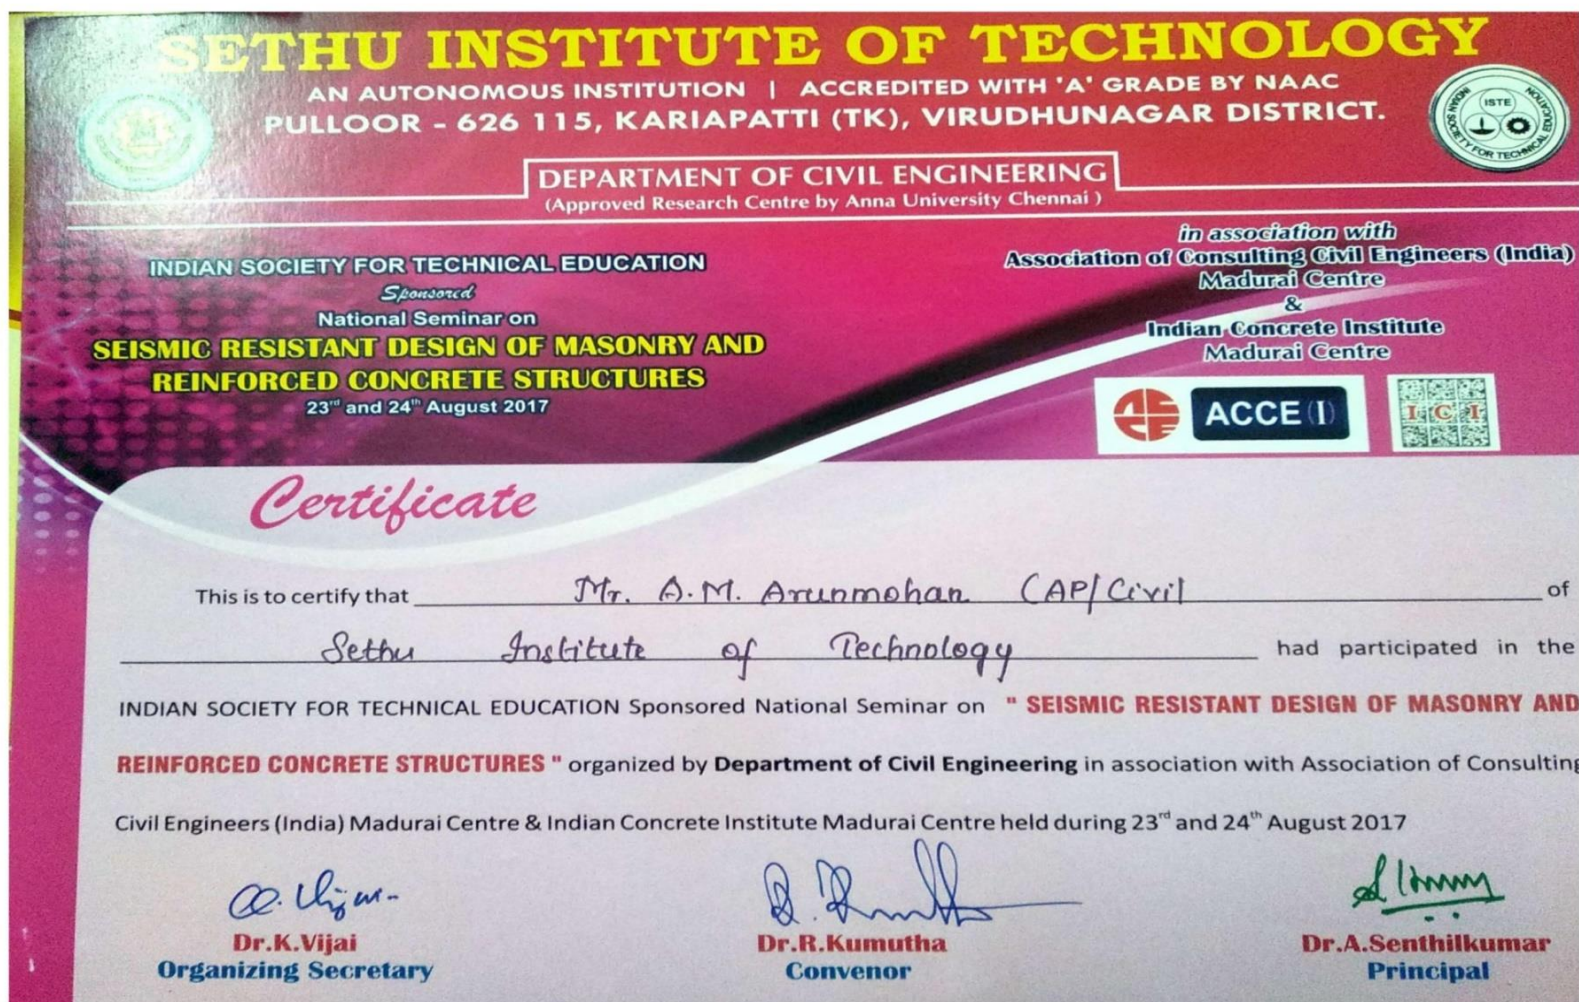 SETHU INSTITUTE OF TECHNOLOGY
AN AUTONOMOUS INSTITUTION | ACCREDITED WITH 'A' GRADE BY NAAC
PULLOOR - 626 115, KARIAPATTI (TK), VIRUDHUNAGAR DISTRICT.
ISTE
INDIAN SOCIETY FOR TECHNICAL EDUCATION
DEPARTMENT OF CIVIL ENGINEERING
(Approved Research Centre by Anna University Chennai )
INDIAN SOCIETY FOR TECHNICAL EDUCATION
Sponsored
National Seminar on
SEISMIC RESISTANT DESIGN OF MASONRY AND
REINFORCED CONCRETE STRUCTURES
23rd and 24th August 2017
in association with
Association of Consulting Civil Engineers (India)
Madurai Centre
&
Indian Concrete Institute
Madurai Centre
ACCE (I)
ICI
Certificate
This is to certify that Mr. A.M. Arunmohan (AP/Civil of
Sethu Institute of Technology had participated in the
INDIAN SOCIETY FOR TECHNICAL EDUCATION Sponsored National Seminar on " SEISMIC RESISTANT DESIGN OF MASONRY AND
REINFORCED CONCRETE STRUCTURES " organized by Department of Civil Engineering in association with Association of Consulting
Civil Engineers (India) Madurai Centre & Indian Concrete Institute Madurai Centre held during 23rd and 24th August 2017
Dr.K.Vijai
Organizing Secretary
Dr.R.Kumutha
Convenor
Dr.A.Senthilkumar
Principal